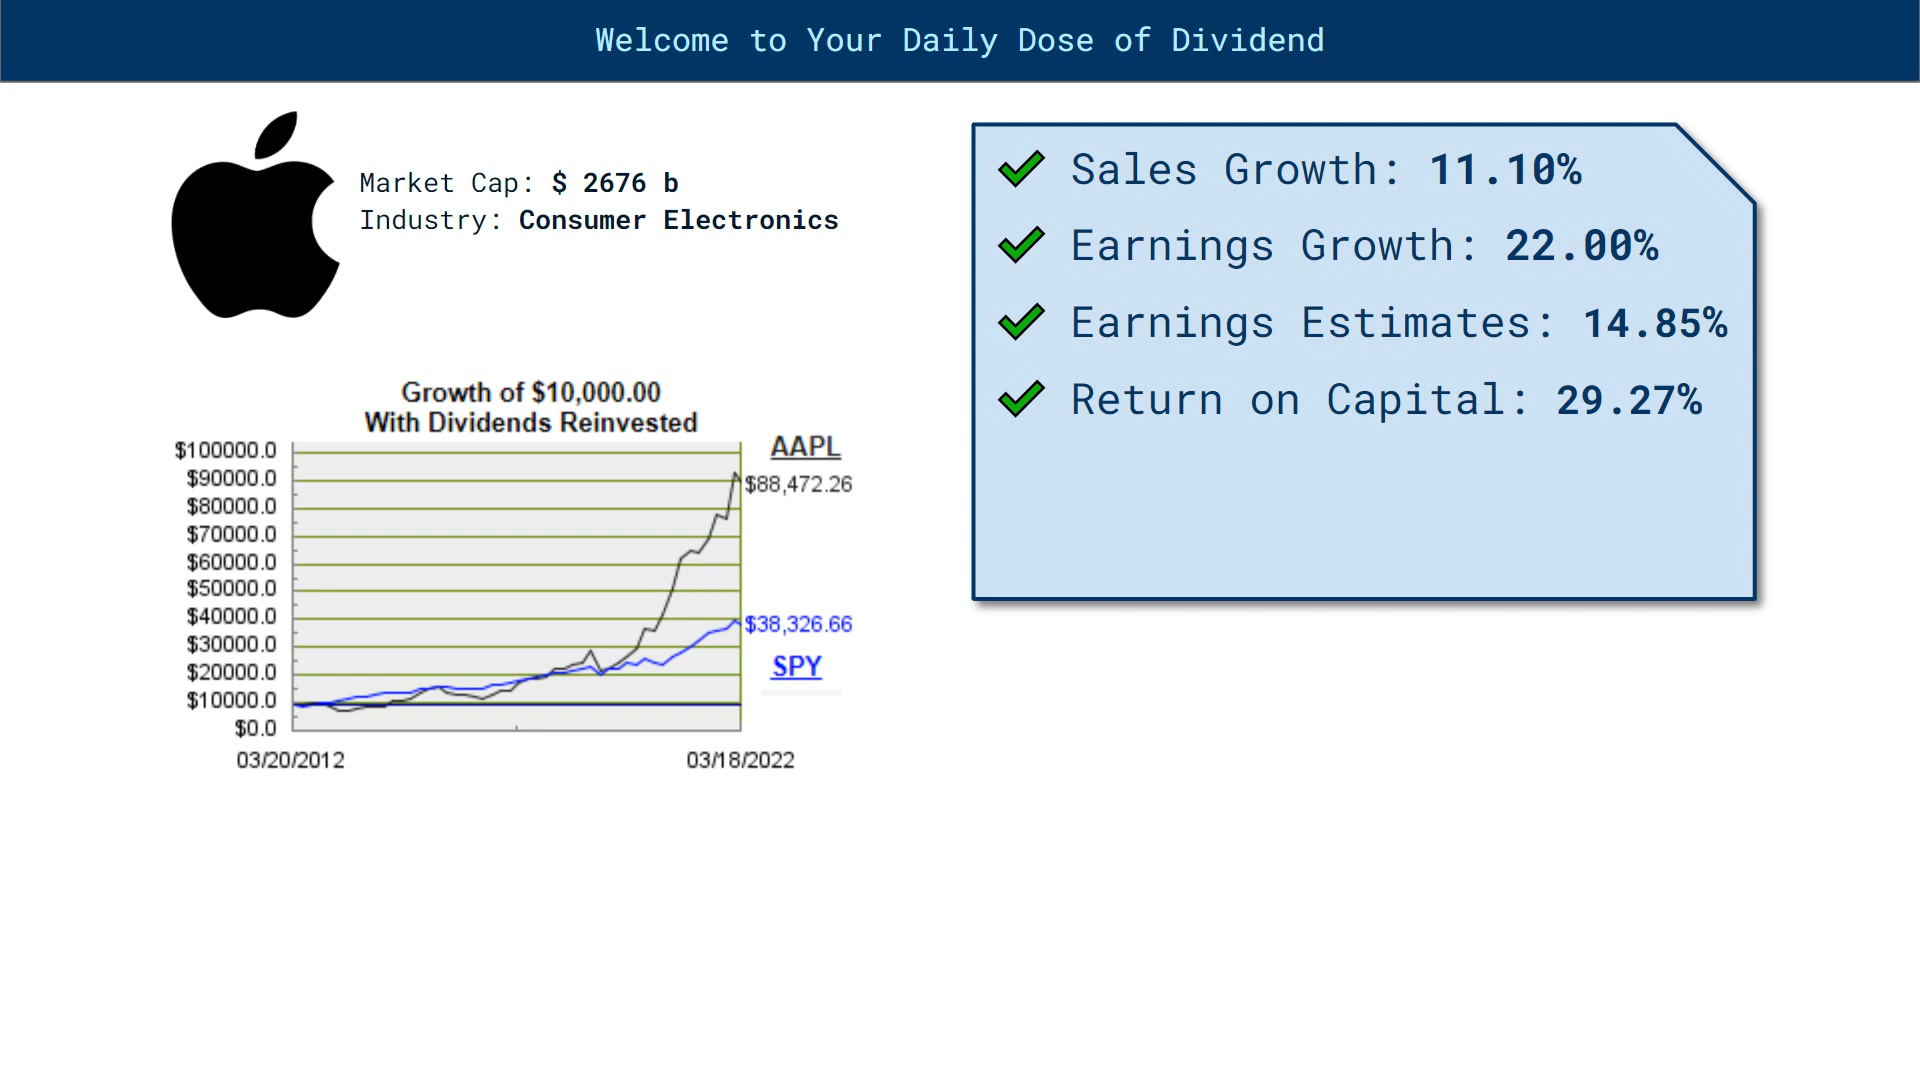 Welcome to Your Daily Dose of Dividend
Market Cap: $ 2676 b
Industry: Consumer Electronics
Sales Growth: 11.10%
Earnings Growth: 22.00%
Earnings Estimates: 14.85%
Return on Capital: 29.27%
Growth of $10,000.00
With Dividends Reinvested
$100000.0
$90000.0
$80000.0
$70000.0
$60000.0
$50000.0
$40000.0
$30000.0
$20000.0
$10000.0
$0.0
AAPL
$88,472.26
$38,326.66
SPY
03/20/2012
03/18/2022